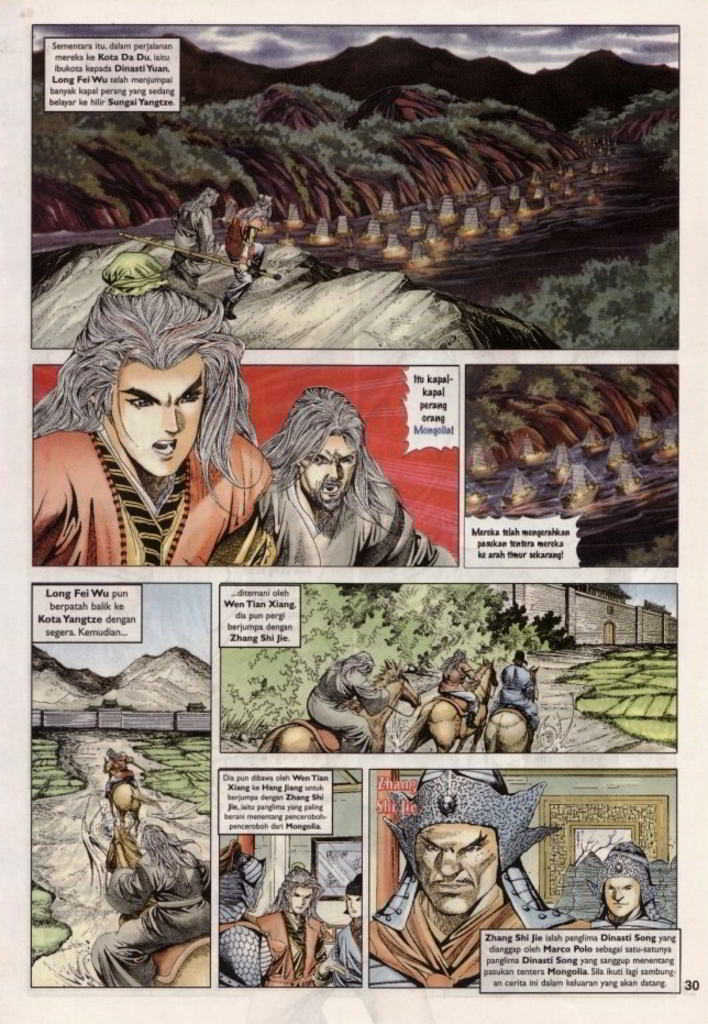 Sementara itu, dalam perjalanan
mereka ke Kota Da Du, iaitu
ibukota kepada Dinasti Yuan,
Long Fei Wu telah menjumpai
banyak kapal perang yang sedang
belayar ke hilir Sungai Yangtze.
Itu kapal-
kapal
perang
orang
Mongolia!
Mereka telah mengerahkan
pasukan tentera mereka
ke arah timur sekarang!
Long Fei Wu pun
berpatah balik ke
Kota Yangtze dengan
segera. Kemudian...
...ditemani oleh
Wen Tian Xiang,
dia pun pergi
berjumpa dengan
Zhang Shi Jie.
Dia pun dibawa oleh Wen Tian
Xiang ke Hang Jiang untuk
berjumpa dengan Zhang Shi
Jie, iaitu panglima yang paling
berani menentang penceroboh-
penceroboh dari Mongolia.
Zhang
Shi Jie
Zhang Shi Jie ialah panglima Dinasti Song yang
dianggap oleh Marco Polo sebagai satu-satunya
panglima Dinasti Song yang sanggup menentang
pasukan tentera Mongolia. Sila ikuti lagi sambung-
an cerita ini dalam keluaran yang akan datang.
30